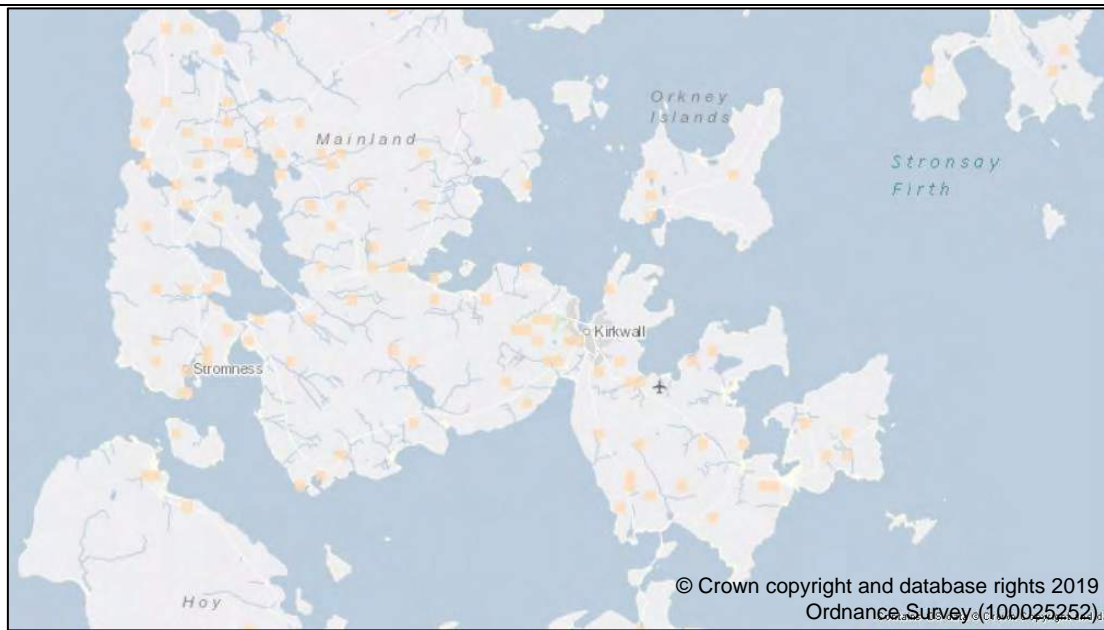 Orkney
Islands
Mainland
Stronsay
Firth
Kirkwall
Stromness
Hoy
© Crown copyright and database rights 2019
Ordnance Survey (100025252)